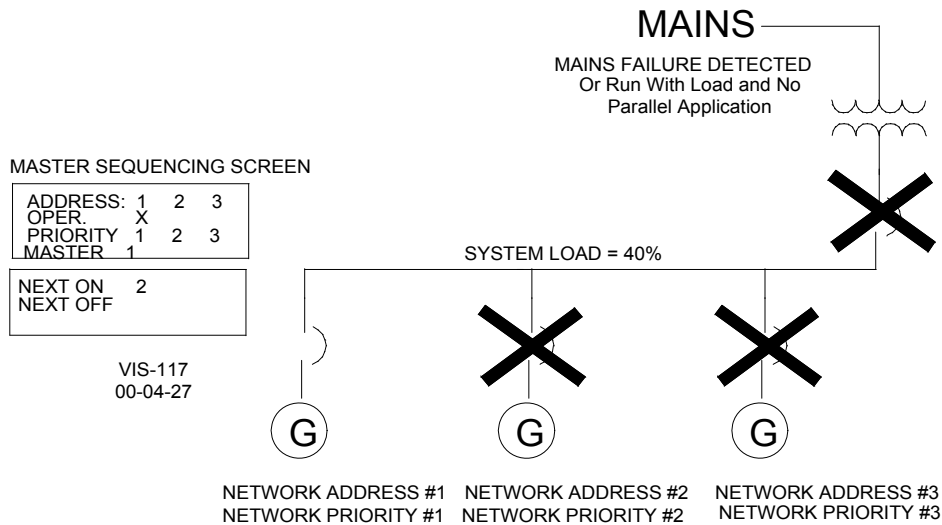 MAINS
MAINS FAILURE DETECTED
Or Run With Load and No
Parallel Application
MASTER SEQUENCING SCREEN
ADDRESS: 1 2 3
OPER. X
PRIORITY 1 2 3
MASTER 1
SYSTEM LOAD = 40%
NEXT ON 2
NEXT OFF
VIS-117
00-04-27
G G G
NETWORK ADDRESS #1 NETWORK ADDRESS #2 NETWORK ADDRESS #3
NETWORK PRIORITY #1 NETWORK PRIORITY #2 NETWORK PRIORITY #3